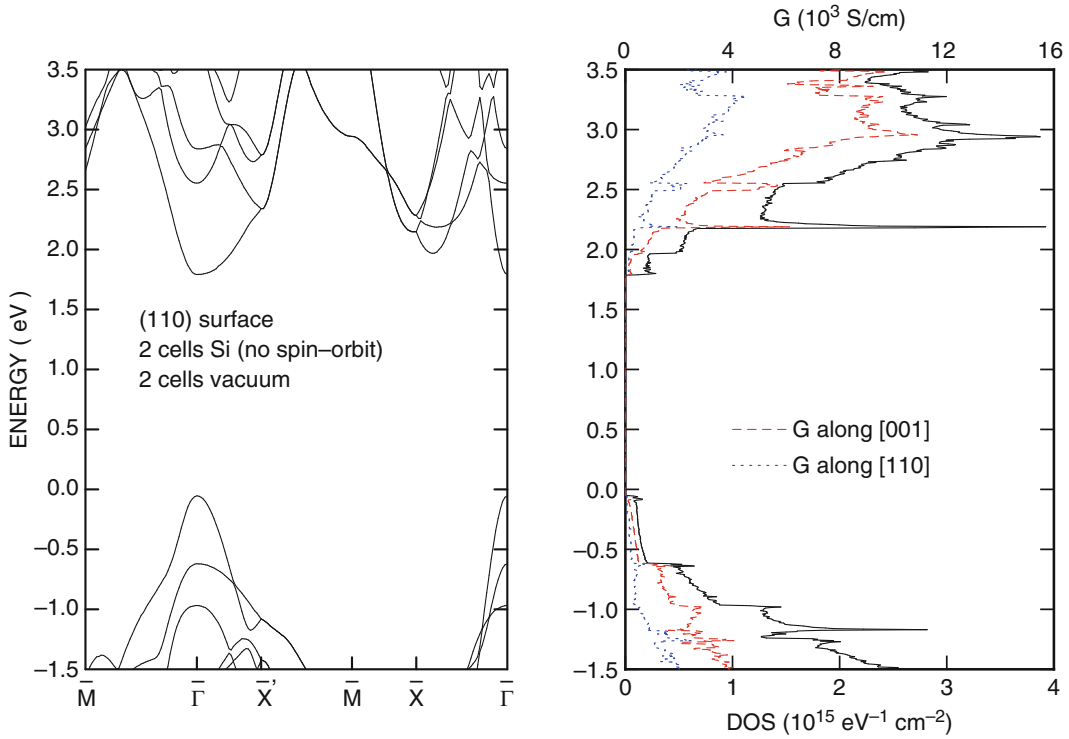 G (10³ S/cm)
0 4 8 12 16
3.5
3.0
2.5
2.0
1.5
1.0
0.5
0.0
–0.5
–1.0
–1.5
ENERGY ( eV )
(110) surface
2 cells Si (no spin–orbit)
2 cells vacuum
M̅ Γ̅ X̅' M̅ X̅ Γ̅
3.5
3.0
2.5
2.0
1.5
1.0
0.5
0.0
–0.5
–1.0
–1.5
G along [001]
G along [110]
0 1 2 3 4
DOS (10¹⁵ eV⁻¹ cm⁻²)